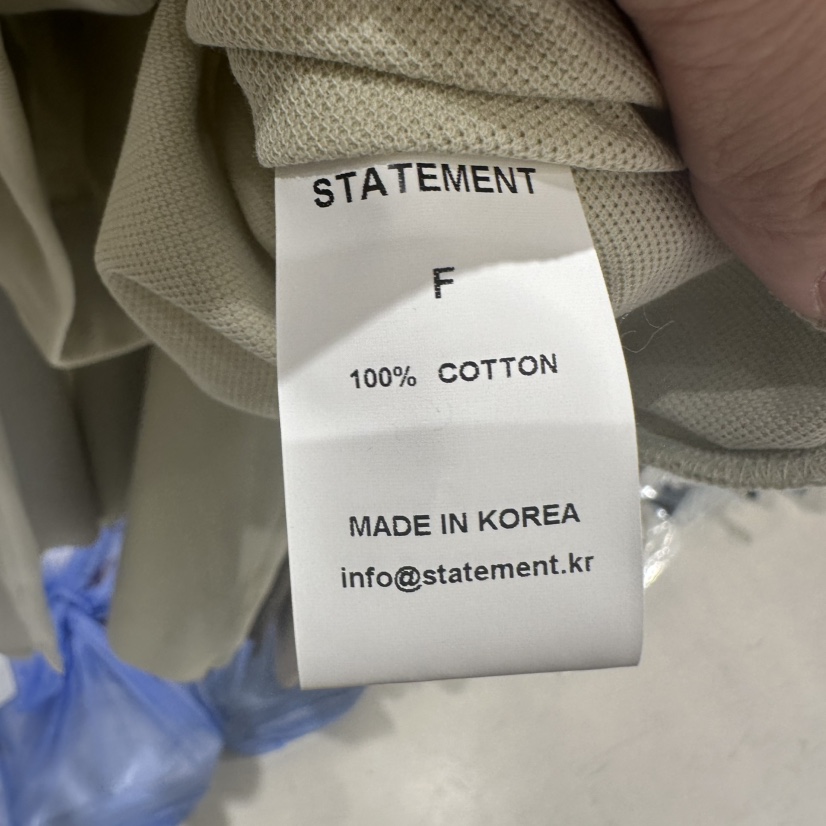 STATEMENT
F
100% COTTON
MADE IN KOREA
info@statement.kr